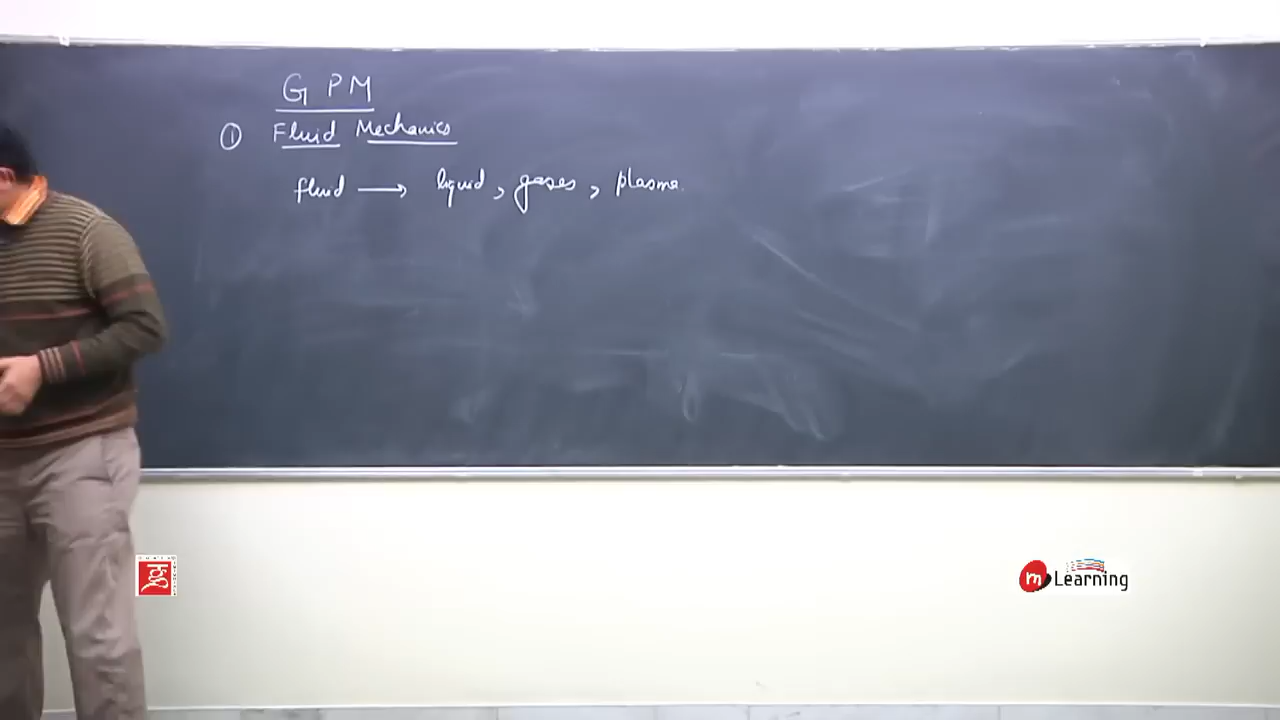 G P M
① Fluid Mechanics
fluid ⟶ liquid, gases, plasma
m Learning